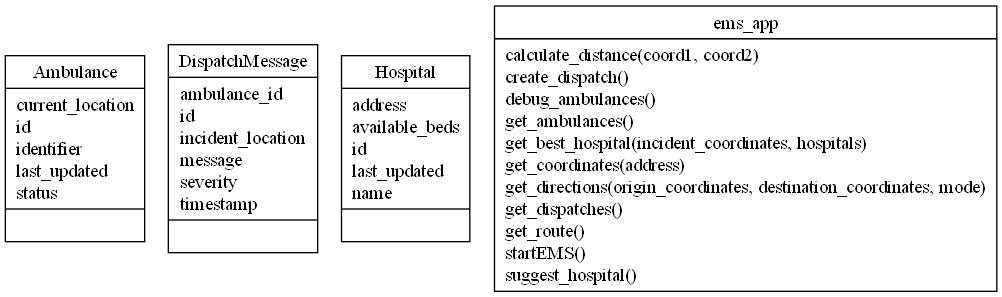 Ambulance
current_location
id
identifier
last_updated
status
DispatchMessage
ambulance_id
id
incident_location
message
severity
timestamp
Hospital
address
available_beds
id
last_updated
name
ems_app
calculate_distance(coord1, coord2)
create_dispatch()
debug_ambulances()
get_ambulances()
get_best_hospital(incident_coordinates, hospitals)
get_coordinates(address)
get_directions(origin_coordinates, destination_coordinates, mode)
get_dispatches()
get_route()
startEMS()
suggest_hospital()